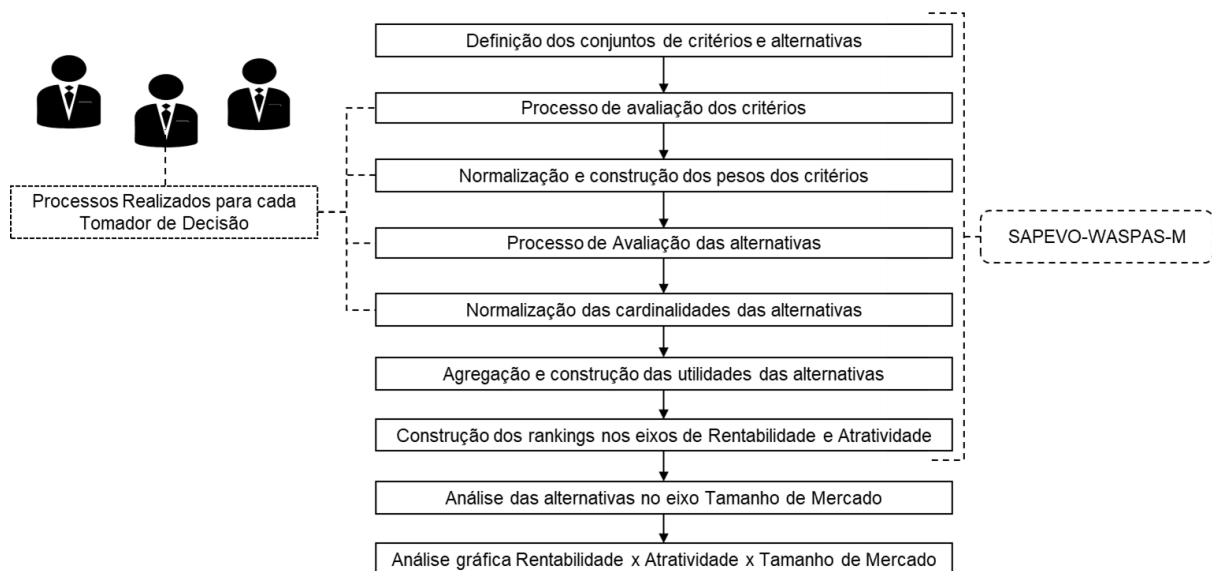 Definição dos conjuntos de critérios e alternativas
Processo de avaliação dos critérios
Normalização e construção dos pesos dos critérios
Processos Realizados para cada
Tomador de Decisão
Processo de Avaliação das alternativas
SAPEVO-WASPAS-M
Normalização das cardinalidades das alternativas
Agregação e construção das utilidades das alternativas
Construção dos rankings nos eixos de Rentabilidade e Atratividade
Análise das alternativas no eixo Tamanho de Mercado
Análise gráfica Rentabilidade x Atratividade x Tamanho de Mercado